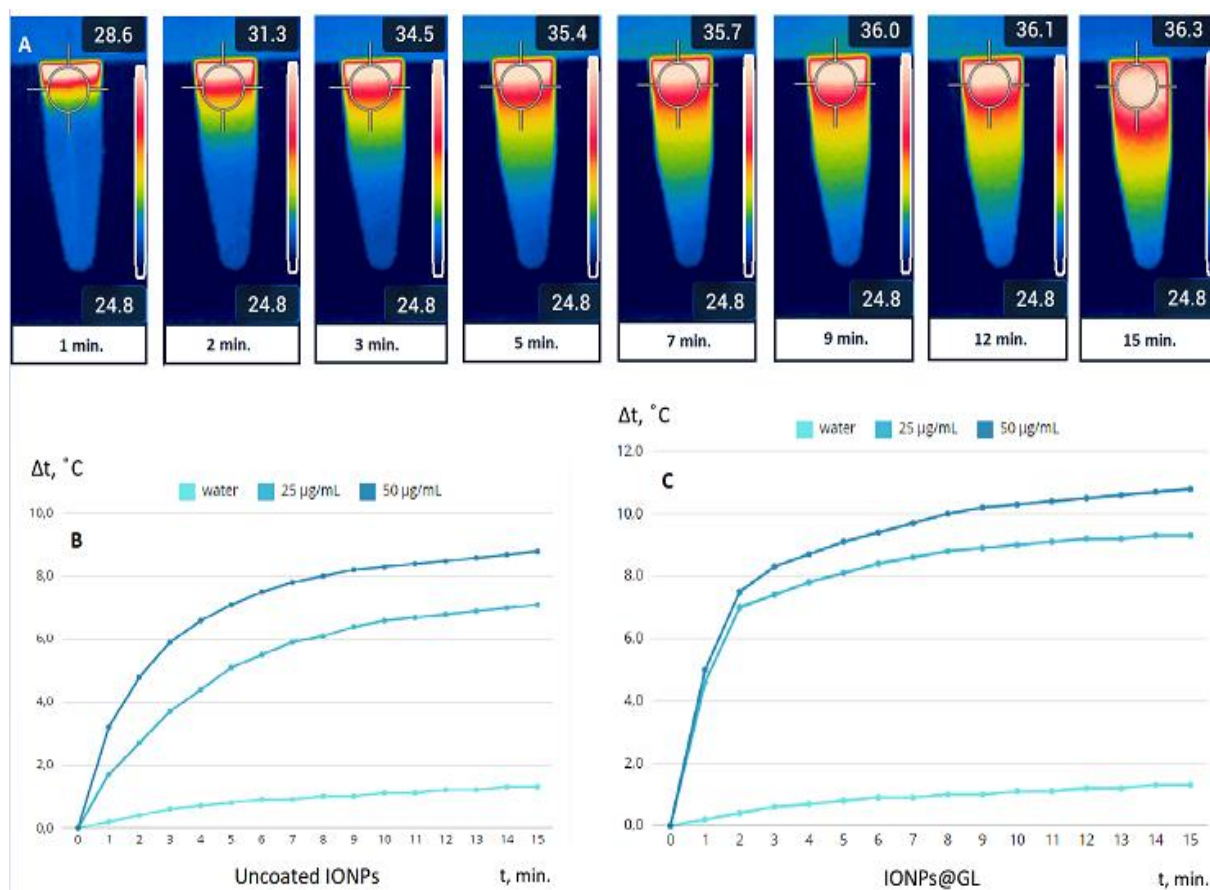 A
28.6 31.3 34.5 35.4 35.7 36.0 36.1 36.3
24.8 24.8 24.8 24.8 24.8 24.8 24.8 24.8
1 min. 2 min. 3 min. 5 min. 7 min. 9 min. 12 min. 15 min.
Δt, ˚C
water 25 µg/mL 50 µg/mL
B
10,0
8,0
6,0
4,0
2,0
0,0
0 1 2 3 4 5 6 7 8 9 10 11 12 13 14 15
Uncoated IONPs t, min.
Δt, ˚C
water 25 µg/mL 50 µg/mL
C
12.0
10.0
8.0
6.0
4.0
2.0
0.0
0 1 2 3 4 5 6 7 8 9 10 11 12 13 14 15
IONPs@GL t, min.